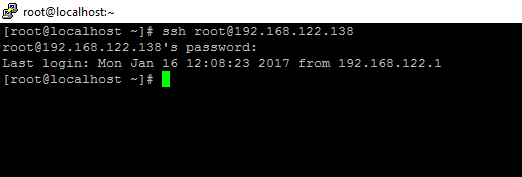 root@localhost:~
[root@localhost ~]# ssh root@192.168.122.138
root@192.168.122.138's password:
Last login: Mon Jan 16 12:08:23 2017 from 192.168.122.1
[root@localhost ~]#